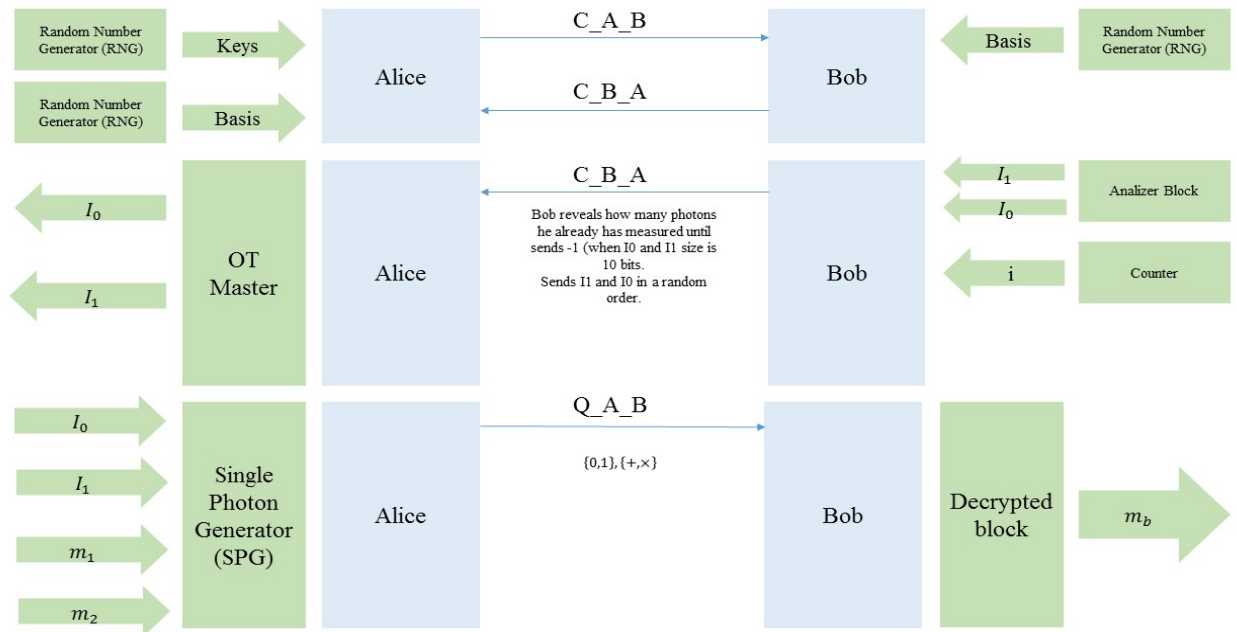 Random Number
Generator (RNG)
Keys
Alice
C_A_B
Bob
Basis
Random Number
Generator (RNG)
Random Number
Generator (RNG)
Basis
C_B_A
I₀
I₁
OT
Master
Alice
C_B_A
Bob reveals how many photons
he already has measured until
sends -1 (when I0 and I1 size is
10 bits.
Sends I1 and I0 in a random
order.
Bob
I₁
I₀
Analizer Block
i
Counter
I₀
I₁
m₁
m₂
Single
Photon
Generator
(SPG)
Alice
Q_A_B
{0,1},{+,×}
Bob
Decrypted
block
m_b